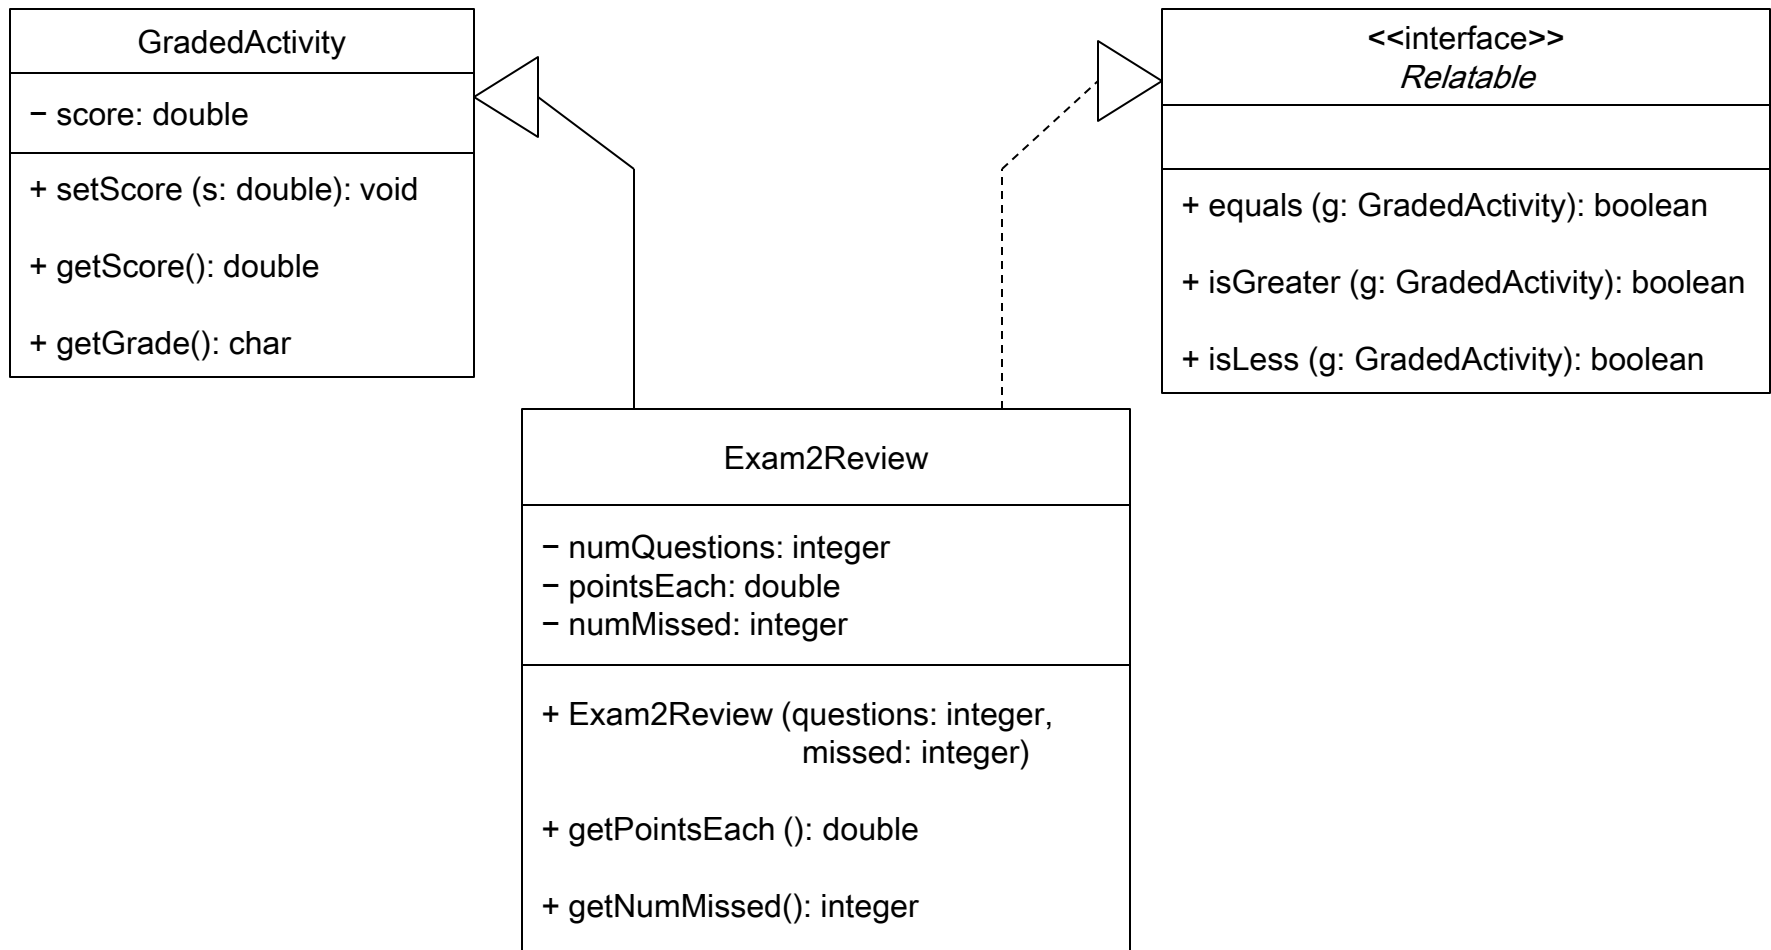 GradedActivity
− score: double
+ setScore (s: double): void
+ getScore(): double
+ getGrade(): char
<<interface>>
Relatable
+ equals (g: GradedActivity): boolean
+ isGreater (g: GradedActivity): boolean
+ isLess (g: GradedActivity): boolean
Exam2Review
− numQuestions: integer
− pointsEach: double
− numMissed: integer
+ Exam2Review (questions: integer,
missed: integer)
+ getPointsEach (): double
+ getNumMissed(): integer